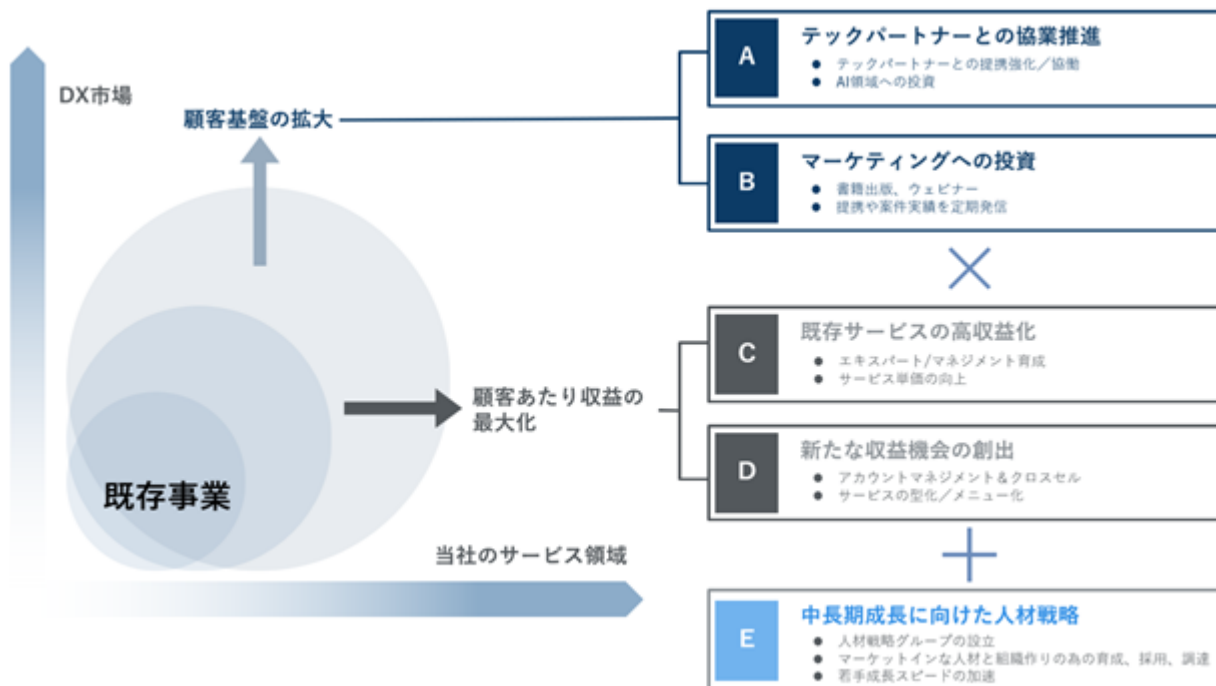 DX市場
顧客基盤の拡大
既存事業
顧客あたり収益の
最大化
当社のサービス領域
A
テックパートナーとの協業推進
● テックパートナーとの提携強化／協働
● AI領域への投資
B
マーケティングへの投資
● 書籍出版、ウェビナー
● 提携や案件実績を定期発信
×
C
既存サービスの高収益化
● エキスパート/マネジメント育成
● サービス単価の向上
D
新たな収益機会の創出
● アカウントマネジメント＆クロスセル
● サービスの型化／メニュー化
+
E
中長期成長に向けた人材戦略
● 人材戦略グループの設立
● マーケットインな人材と組織作りの為の育成、採用、調達
● 若手成長スピードの加速